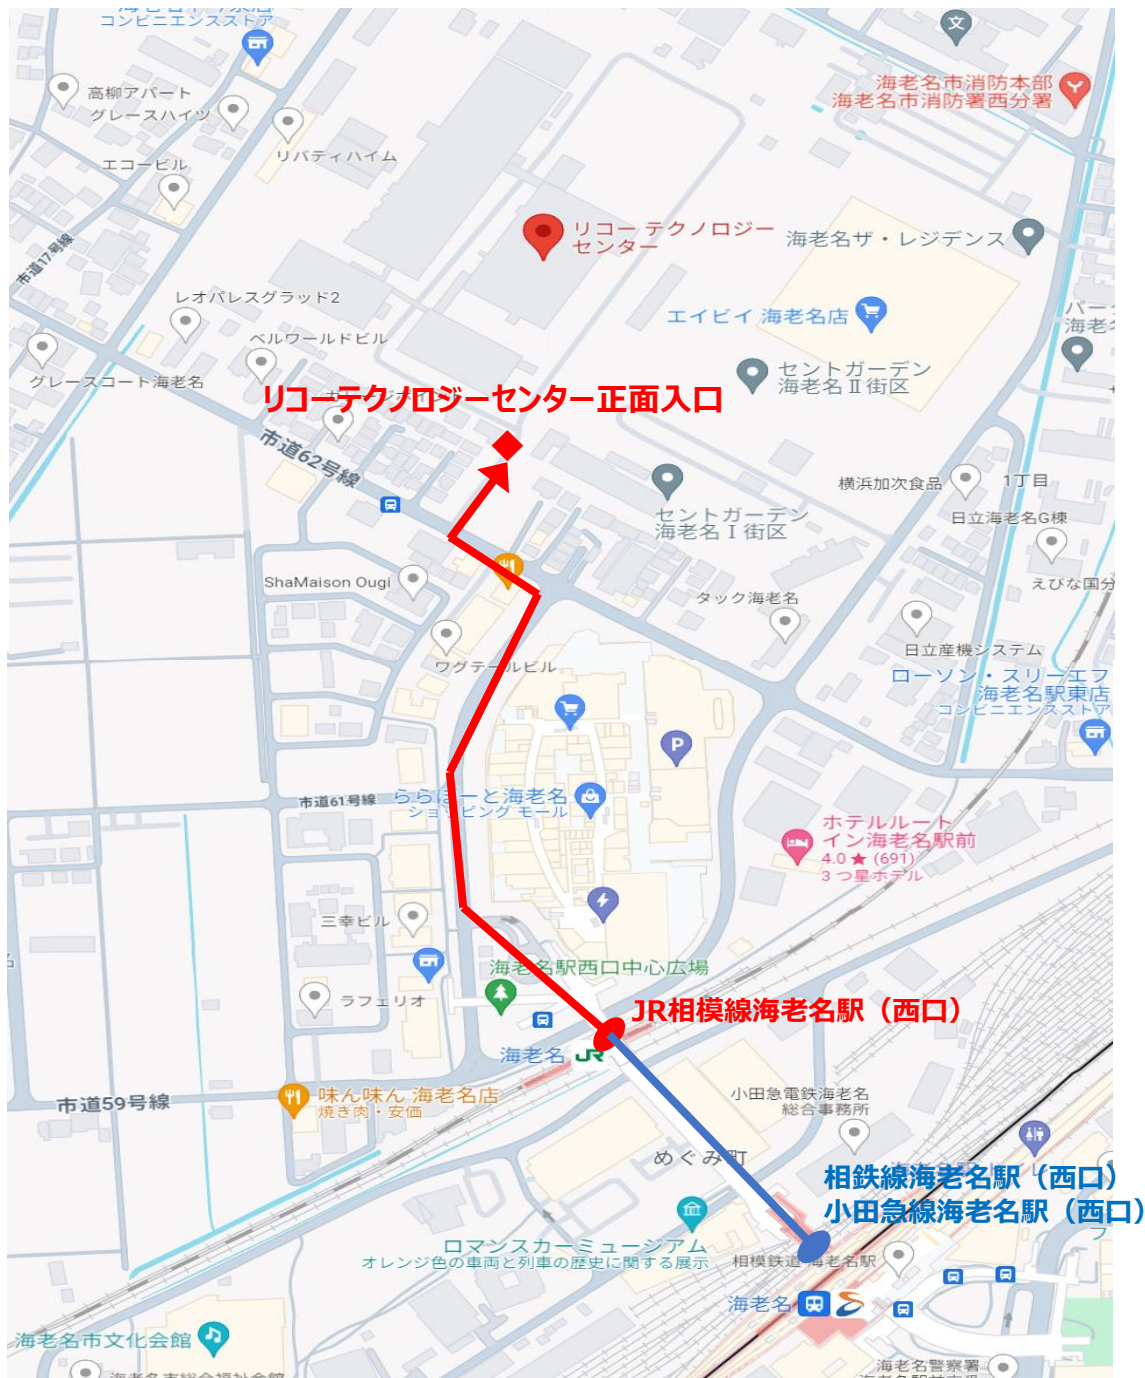 コンビニエンスストア
高柳アパート
グレースハイツ
リバティハイム
エコービル
海老名市消防本部
海老名市消防署西分署
文
市道17号線
リコー テクノロジー
センター
海老名ザ・レジデンス
レオパレスグラッド2
ベルワールドビル
エイビイ 海老名店
グレースコート海老名
セントガーデン
海老名Ⅱ街区
リコーテクノロジーセンター正面入口
市道62号線
横浜加次食品
1丁目
セントガーデン
海老名Ⅰ街区
日立海老名G棟
ShaMaison Ougi
タック海老名
えびな国分
ワグテールビル
日立産機システム
ローソン・スリーエフ
海老名駅東店
コンビニエンスストア
P
市道61号線
ららぽーと海老名
ショッピング モール
ホテルルート
イン海老名駅前
4.0 ★ (691)
3 つ星ホテル
三幸ビル
海老名駅西口中心広場
ラフェリオ
JR相模線海老名駅（西口）
海老名 JR
味ん味ん 海老名店
焼き肉・安価
市道59号線
小田急電鉄海老名
総合事務所
めぐみ町
相鉄線海老名駅（西口）
小田急線海老名駅（西口）
ロマンスカーミュージアム
オレンジ色の車両と列車の歴史に関する展示
相模鉄道 海老名駅
海老名
海老名市文化会館
海老名警察署